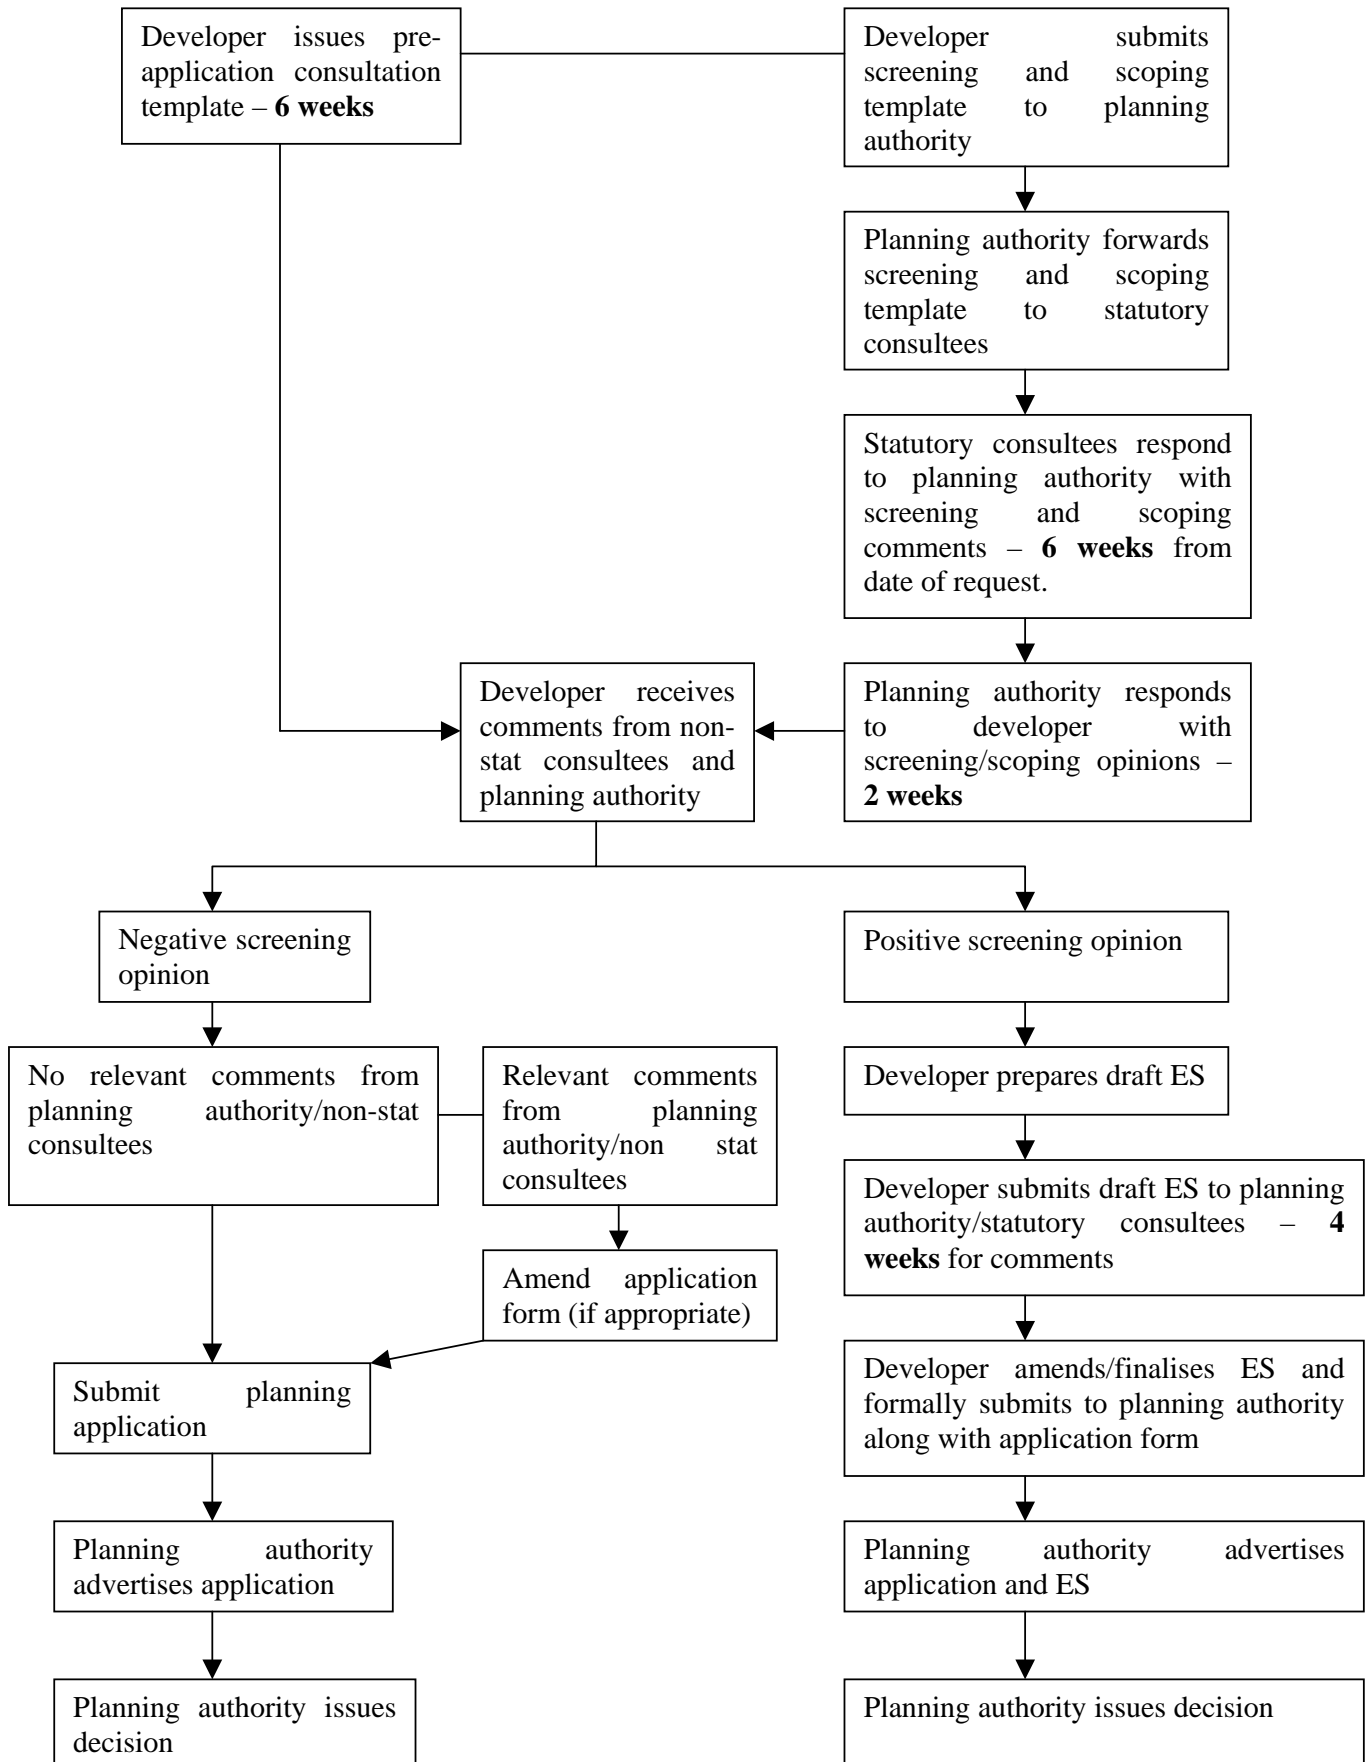 Developer issues pre-
application consultation
template – 6 weeks
Developer submits
screening and scoping
template to planning
authority
Planning authority forwards
screening and scoping
template to statutory
consultees
Statutory consultees respond
to planning authority with
screening and scoping
comments – 6 weeks from
date of request.
Developer receives
comments from non-
stat consultees and
planning authority
Planning authority responds
to developer with
screening/scoping opinions –
2 weeks
Negative screening
opinion
Positive screening opinion
No relevant comments from
planning authority/non-stat
consultees
Relevant comments
from planning
authority/non stat
consultees
Developer prepares draft ES
Developer submits draft ES to planning
authority/statutory consultees – 4
weeks for comments
Amend application
form (if appropriate)
Submit planning
application
Developer amends/finalises ES and
formally submits to planning authority
along with application form
Planning authority
advertises application
Planning authority advertises
application and ES
Planning authority issues
decision
Planning authority issues decision